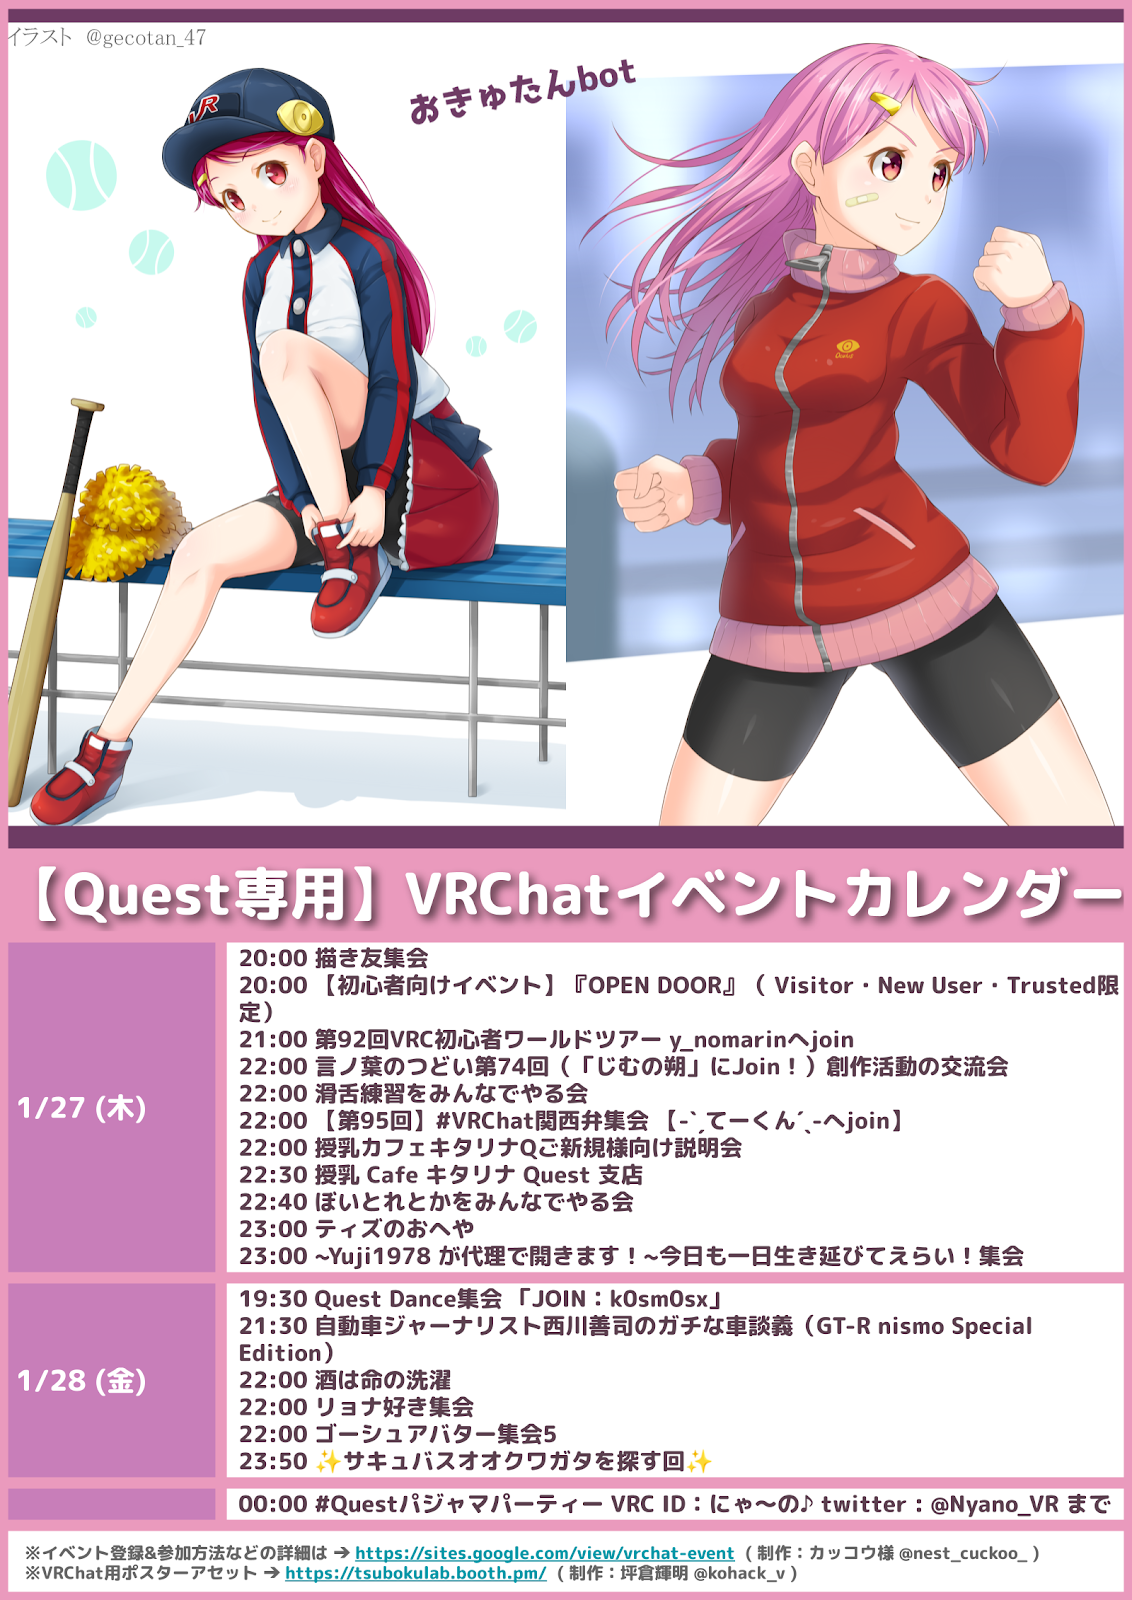 イラスト @gecotan_47
おきゅたんbot
VR
Quest
【Quest専用】VRChatイベントカレンダー
1/27 (木)
20:00 描き友集会
20:00 【初心者向けイベント】『OPEN DOOR』（ Visitor・New User・Trusted限
定）
21:00 第92回VRC初心者ワールドツアー y_nomarinへjoin
22:00 言ノ葉のつどい第74回（「じむの朔」にJoin！）創作活動の交流会
22:00 滑舌練習をみんなでやる会
22:00 【第95回】#VRChat関西弁集会 【-`ˏてーくん´ˎ-へjoin】
22:00 授乳カフェキタリナQご新規様向け説明会
22:30 授乳 Cafe キタリナ Quest 支店
22:40 ぼいとれとかをみんなでやる会
23:00 ティズのおへや
23:00 ~Yuji1978 が代理で開きます！~今日も一日生き延びてえらい！集会
1/28 (金)
19:30 Quest Dance集会 「JOIN：k0sm0sx」
21:30 自動車ジャーナリスト西川善司のガチな車談義（GT-R nismo Special
Edition）
22:00 酒は命の洗濯
22:00 リョナ好き集会
22:00 ゴーシュアバター集会5
23:50 ✨サキュバスオオクワガタを探す回✨
00:00 #Questパジャマパーティー VRC ID：にゃ〜の♪ twitter : @Nyano_VR まで
※イベント登録&参加方法などの詳細は → https://sites.google.com/view/vrchat-event （ 制作：カッコウ様 @nest_cuckoo_ ）
※VRChat用ポスターアセット → https://tsubokulab.booth.pm/ （ 制作：坪倉輝明 @kohack_v ）